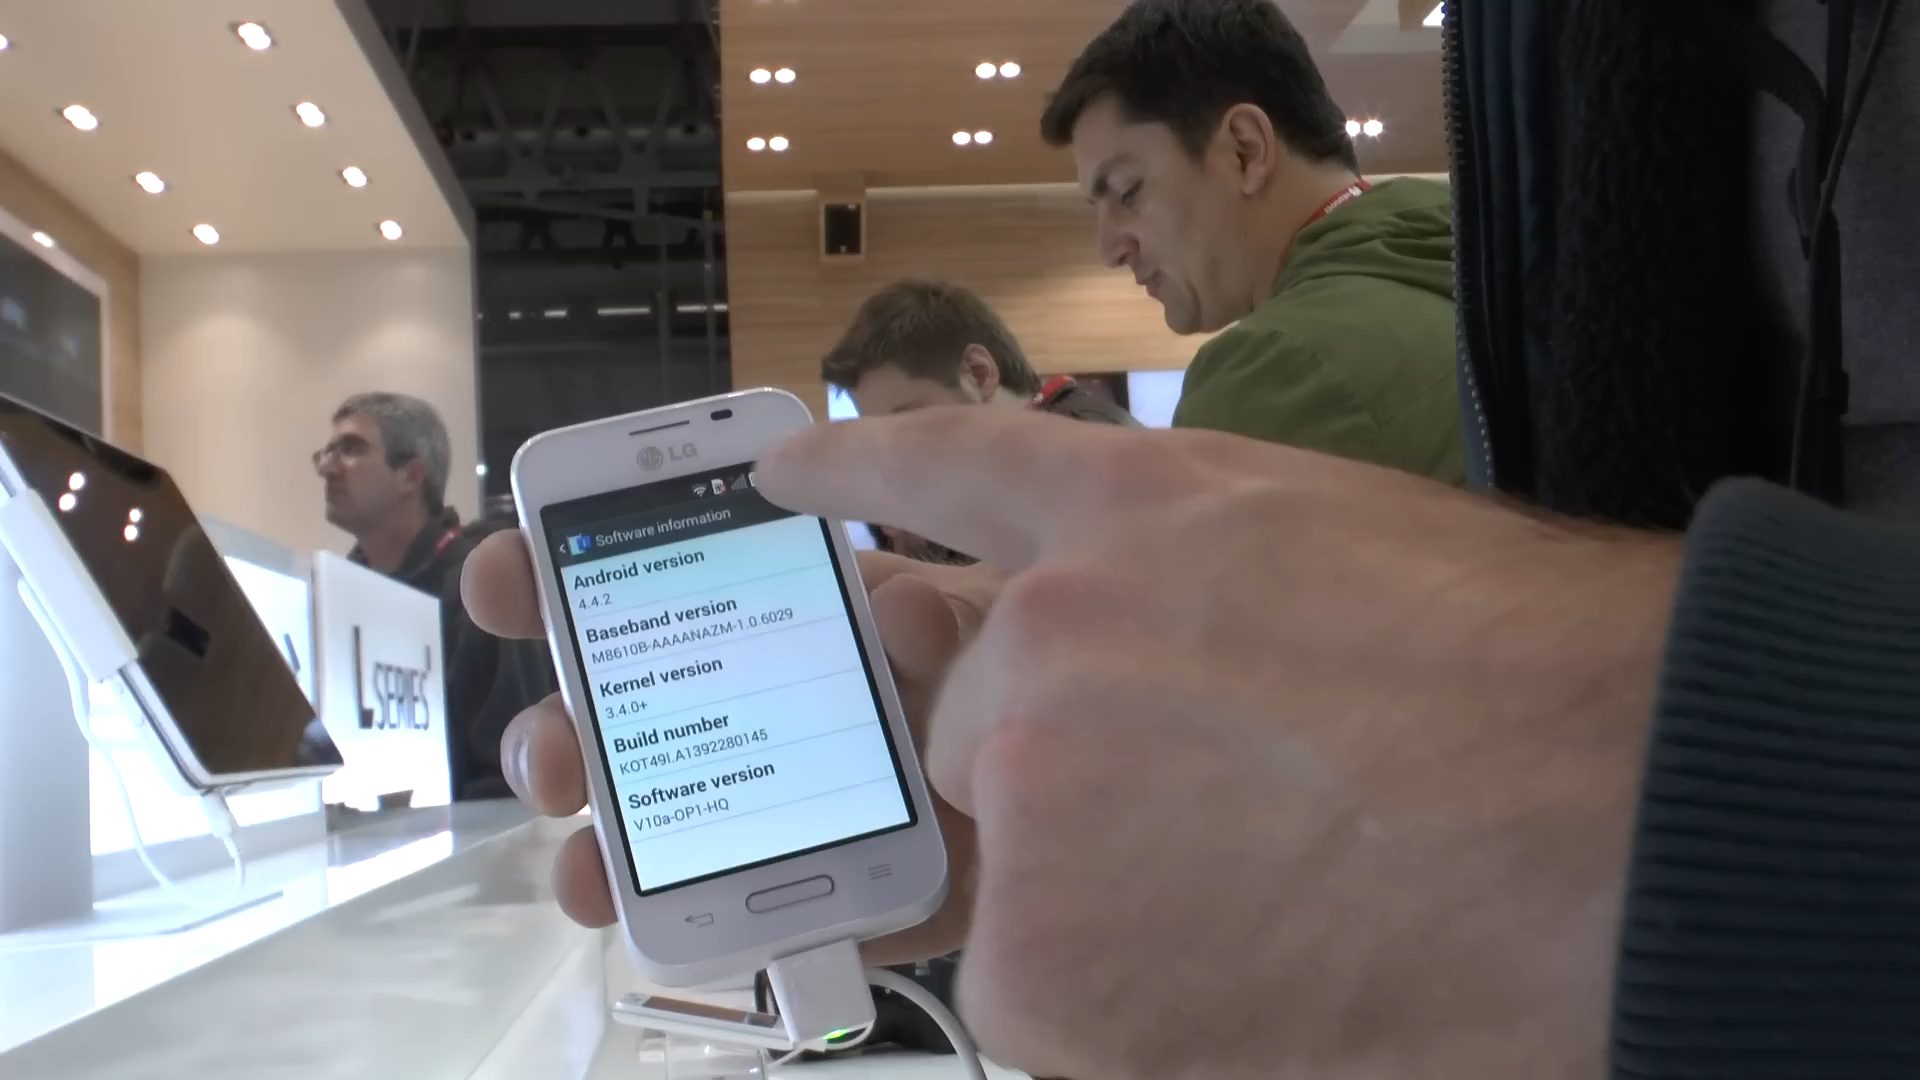 LG
Software information
Android version
4.4.2
Baseband version
M8610B-AAAANAZM-1.0.6029
Kernel version
3.4.0+
Build number
KOT49I.A1392280145
Software version
V10a-OP1-HQ
L SERIES